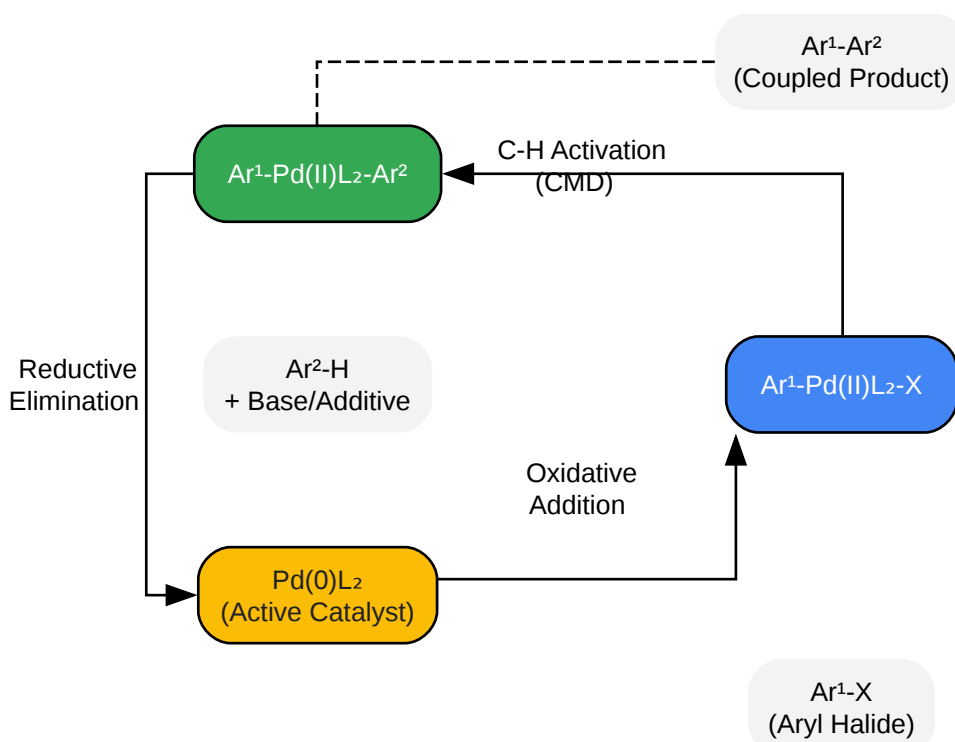 Ar¹-Ar²
(Coupled Product)
C-H Activation
(CMD)
Ar¹-Pd(II)L₂-Ar²
Reductive
Elimination
Ar²-H
+ Base/Additive
Ar¹-Pd(II)L₂-X
Oxidative
Addition
Pd(0)L₂
(Active Catalyst)
Ar¹-X
(Aryl Halide)